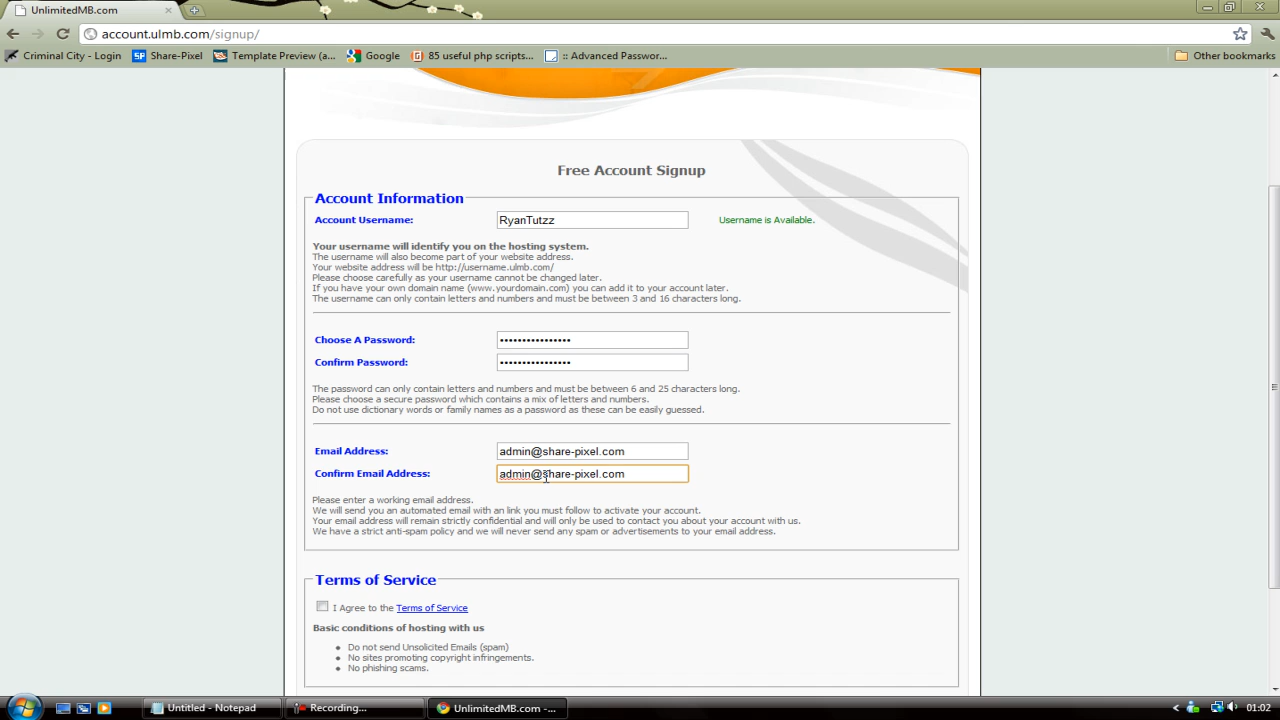 UnlimitedMB.com
account.ulmb.com/signup/
Criminal City - Login
SP Share-Pixel
Template Preview (a...
Google
85 useful php scripts...
:: Advanced Passwor...
Other bookmarks
Free Account Signup
Account Information
Account Username: RyanTutzz Username is Available.
Your username will identify you on the hosting system.
The username will also become part of your website address.
Your website address will be http://username.ulmb.com/
Please choose carefully as your username cannot be changed later.
If you have your own domain name (www.yourdomain.com) you can add it to your account later.
The username can only contain letters and numbers and must be between 3 and 16 characters long.
Choose A Password: ••••••••••••••••
Confirm Password: ••••••••••••••••
The password can only contain letters and numbers and must be between 6 and 25 characters long.
Please choose a secure password which contains a mix of letters and numbers.
Do not use dictionary words or family names as a password as these can be easily guessed.
Email Address: admin@share-pixel.com
Confirm Email Address: admin@share-pixel.com
Please enter a working email address.
We will send you an automated email with an link you must follow to activate your account.
Your email address will remain strictly confidential and will only be used to contact you about your account with us.
We have a strict anti-spam policy and we will never send any spam or advertisements to your email address.
Terms of Service
I Agree to the Terms of Service
Basic conditions of hosting with us
• Do not send Unsolicited Emails (spam)
• No sites promoting copyright infringements.
• No phishing scams.
Untitled - Notepad
Recording...
UnlimitedMB.com -...
01:02